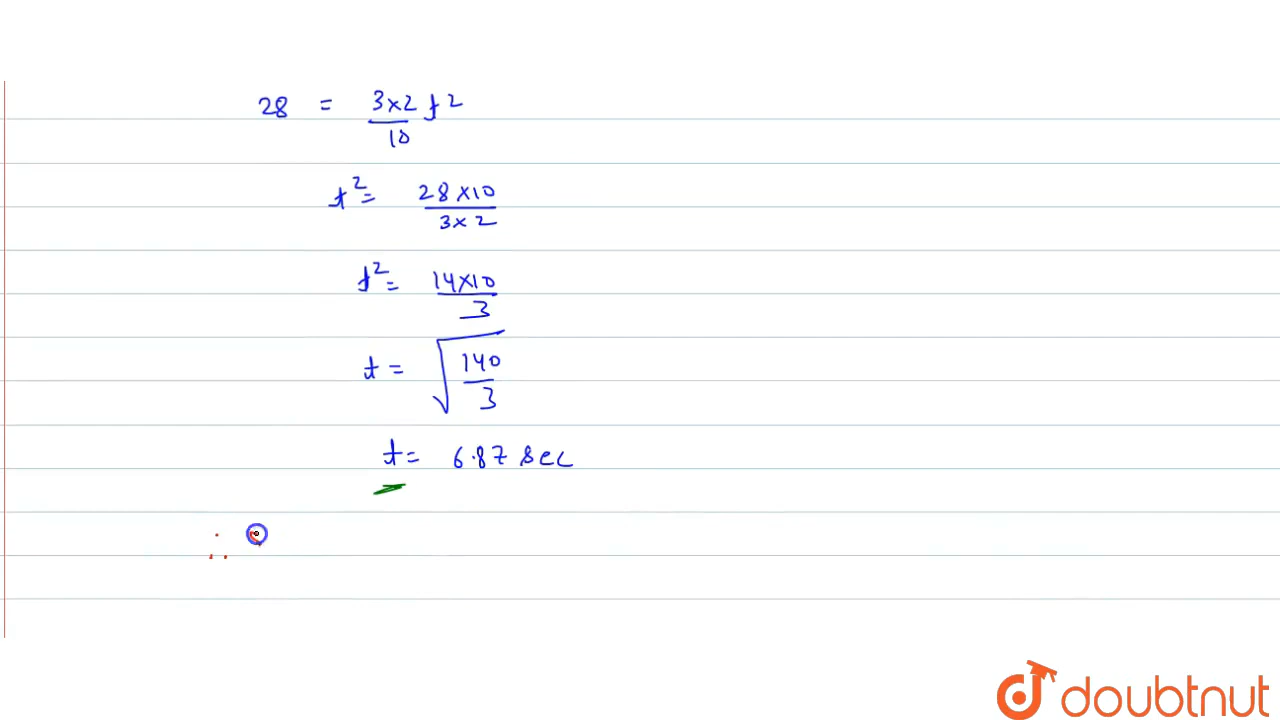 28 = 3×2/10 t2
t² = 28×10/3×2
t² = 14×10/3
t = √140/3
t = 6.87 sec
∴
doubtnut